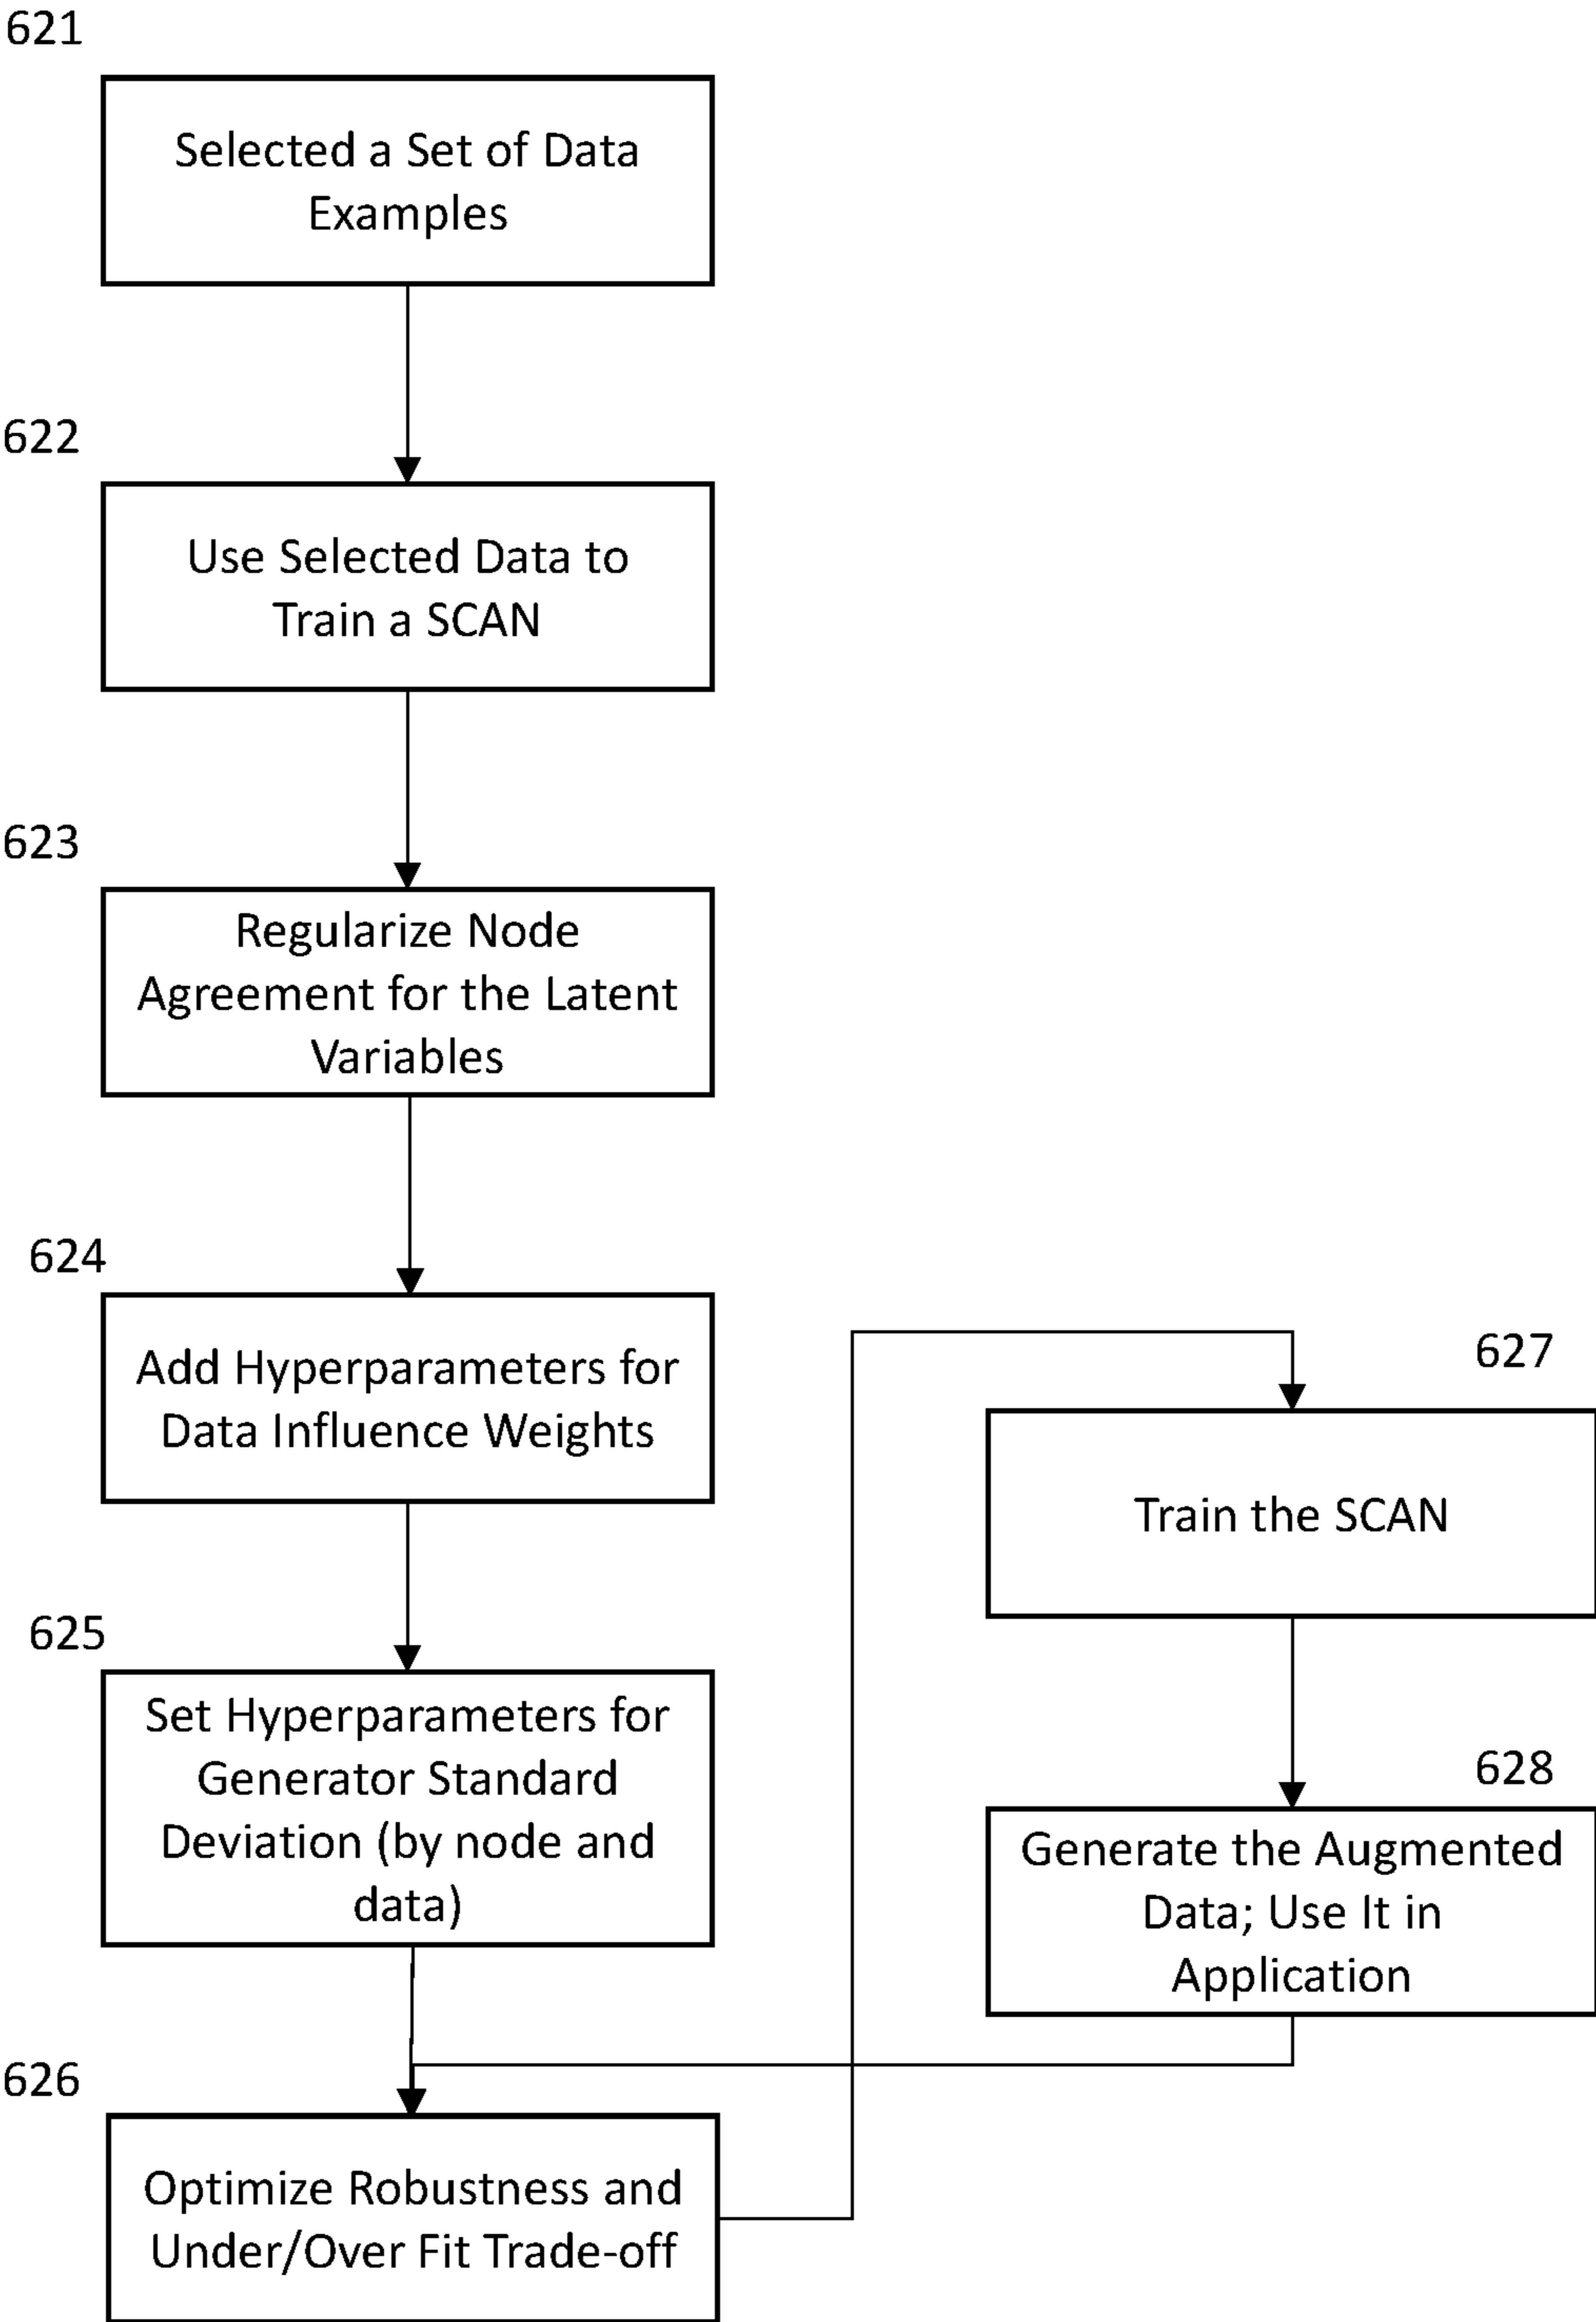 621
Selected a Set of Data
Examples
622
Use Selected Data to
Train a SCAN
623
Regularize Node
Agreement for the Latent
Variables
624
Add Hyperparameters for
Data Influence Weights
625
Set Hyperparameters for
Generator Standard
Deviation (by node and
data)
626
Optimize Robustness and
Under/Over Fit Trade-off
627
Train the SCAN
628
Generate the Augmented
Data; Use It in
Application